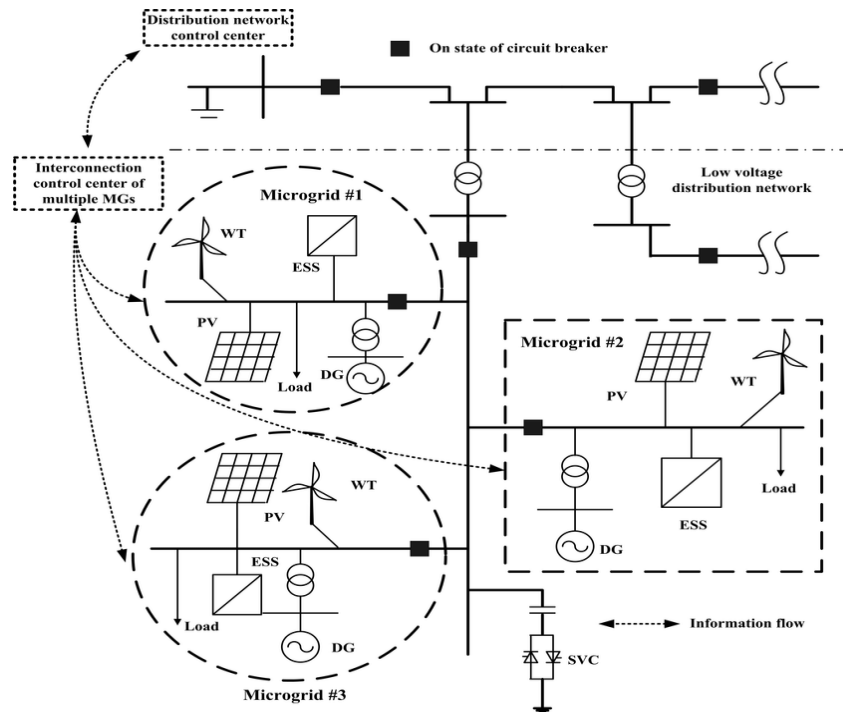 Distribution network
control center
On state of circuit breaker
Interconnection
control center of
multiple MGs
Low voltage
distribution network
Microgrid #1
WT
ESS
PV
Load
DG
Microgrid #2
PV
WT
ESS
Load
DG
PV
WT
ESS
Load
DG
Microgrid #3
Information flow
SVC